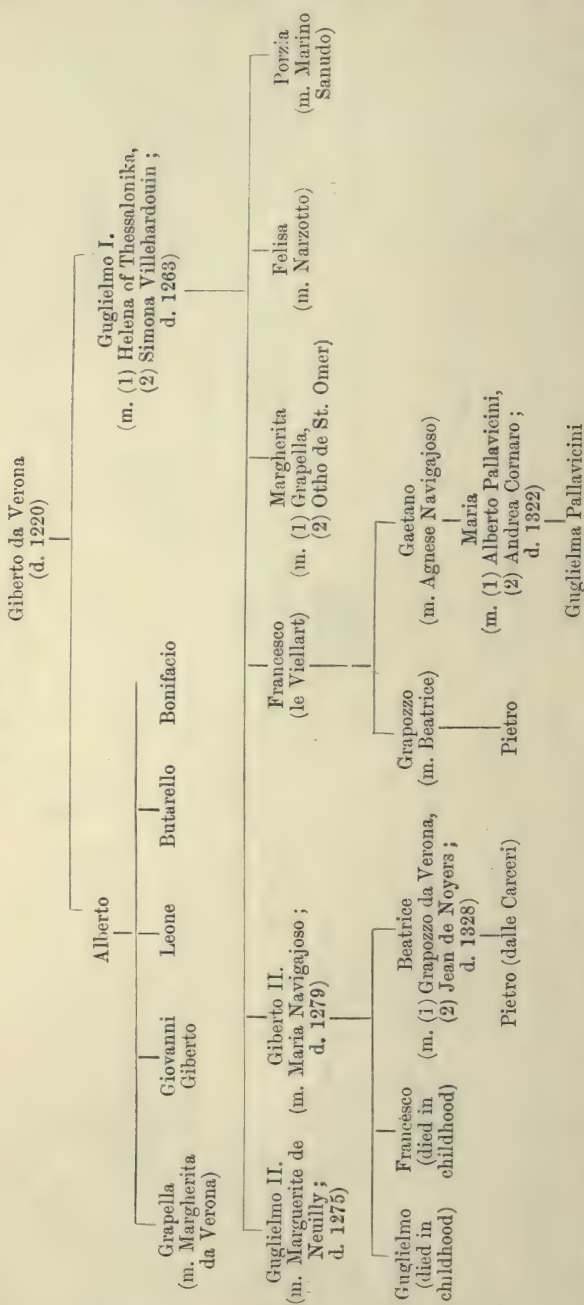 Giberto da Verona
(d. 1220)
Alberto
Guglielmo I.
(m. (1) Helena of Thessalonika,
(2) Simona Villehardouin ;
d. 1263)
Grapella
(m. Margherita
da Verona)
Giovanni
Giberto
Leone
Butarello
Bonifacio
Guglielmo II.
(m. Marguerite de
Neuilly ;
d. 1275)
Giberto II.
(m. Maria Navigajoso ;
d. 1279)
Francesco
(le Viellart)
Margherita
(m. (1) Grapella,
(2) Otho de St. Omer)
Felisa
(m. Narzotto)
Porzia
(m. Marino
Sanudo)
Guglielmo
(died in
childhood)
Francesco
(died in
childhood)
Beatrice
(m. (1) Grapozzo da Verona,
(2) Jean de Noyers ;
d. 1328)
Pietro (dalle Carceri)
Grapozzo
(m. Beatrice)
Pietro
Gaetano
(m. Agnese Navigajoso)
Maria
(m. (1) Alberto Pallavicini,
(2) Andrea Cornaro ;
d. 1322)
Guglielma Pallavicini